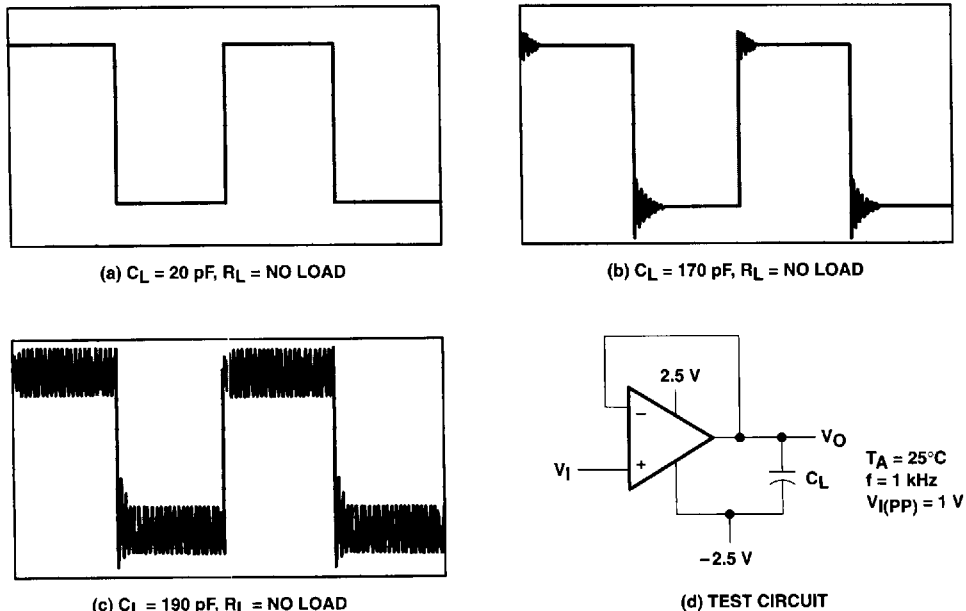 (a) CL = 20 pF, RL = NO LOAD
(b) CL = 170 pF, RL = NO LOAD
(c) CL = 190 pF, RL = NO LOAD
2.5 V
−
+
VI
VO
CL
−2.5 V
TA = 25°C
f = 1 kHz
VI(PP) = 1 V
(d) TEST CIRCUIT